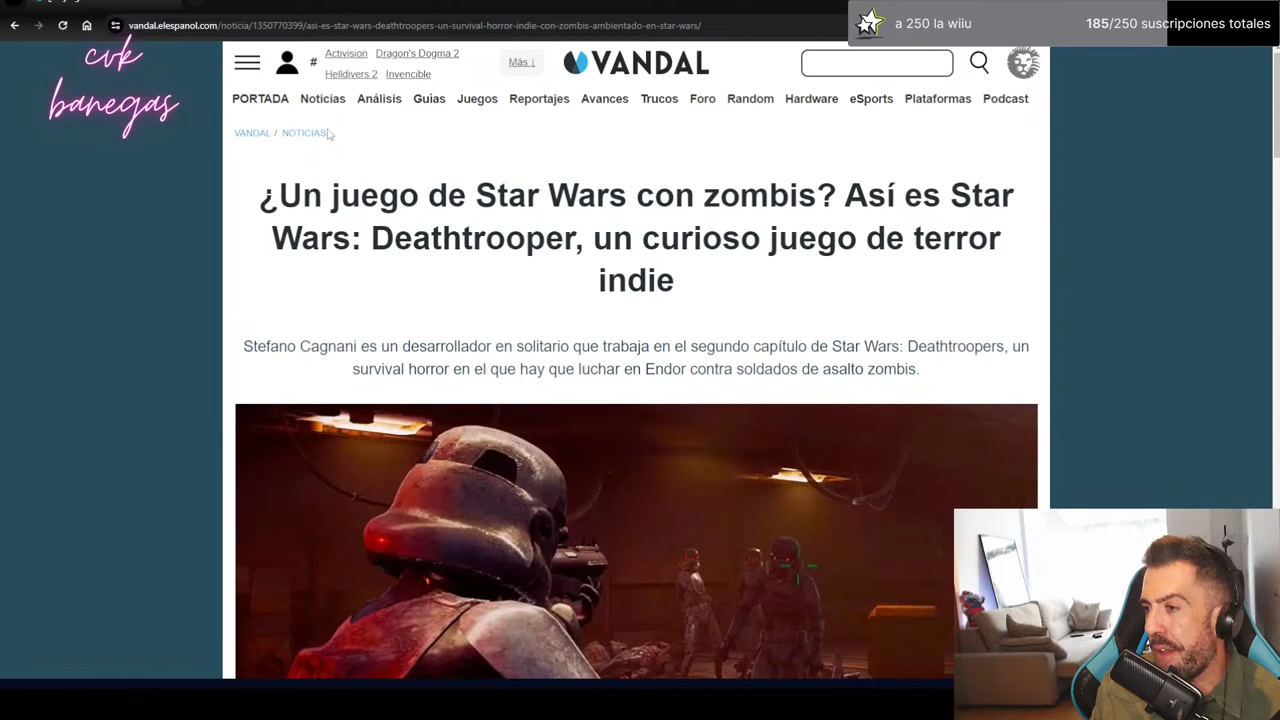 vandal.elespanol.com/noticia/1350770399/asi-es-star-wars-deathtroopers-un-survival-horror-indie-con-zombis-ambientado-en-star-wars/
a 250 la wiiu
185/250 suscripciones totales
cvk
banegas
# Activision Dragon's Dogma 2
Helldivers 2 Invencible
Más ↓
VANDAL
PORTADA Noticias Análisis Guías Juegos Reportajes Avances Trucos Foro Random Hardware eSports Plataformas Podcast
VANDAL / NOTICIAS
¿Un juego de Star Wars con zombis? Así es Star
Wars: Deathtrooper, un curioso juego de terror
indie
Stefano Cagnani es un desarrollador en solitario que trabaja en el segundo capítulo de Star Wars: Deathtroopers, un
survival horror en el que hay que luchar en Endor contra soldados de asalto zombis.